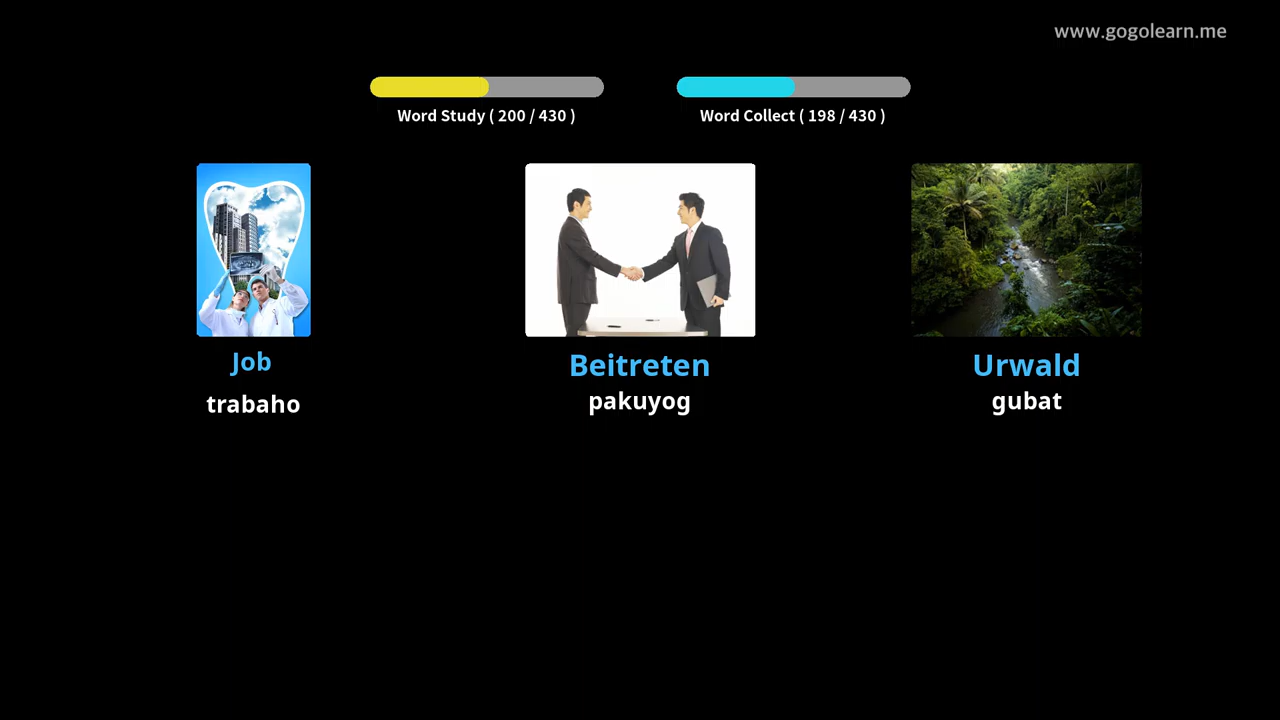 www.gogolearn.me
Word Study ( 200 / 430 )
Word Collect ( 198 / 430 )
Job
trabaho
Beitreten
pakuyog
Urwald
gubat